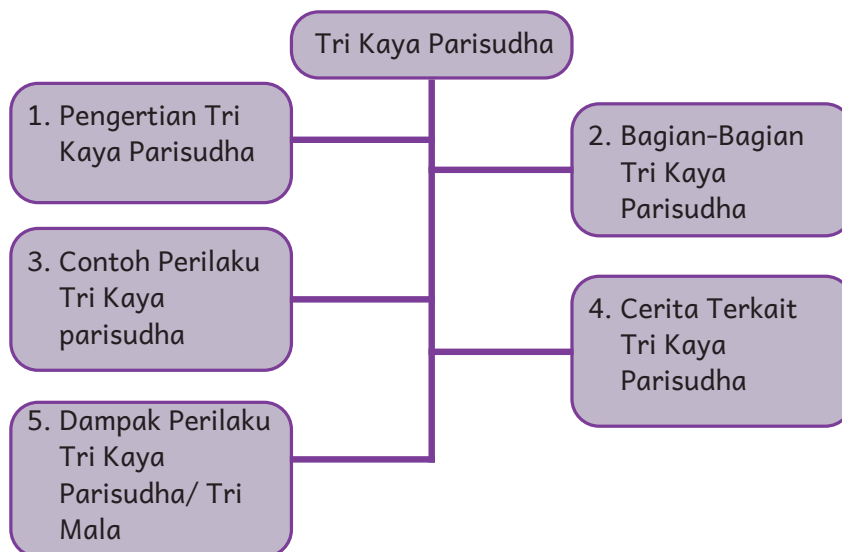 Tri Kaya Parisudha
1. Pengertian Tri
Kaya Parisudha
2. Bagian-Bagian
Tri Kaya
Parisudha
3. Contoh Perilaku
Tri Kaya
parisudha
4. Cerita Terkait
Tri Kaya
Parisudha
5. Dampak Perilaku
Tri Kaya
Parisudha/ Tri
Mala